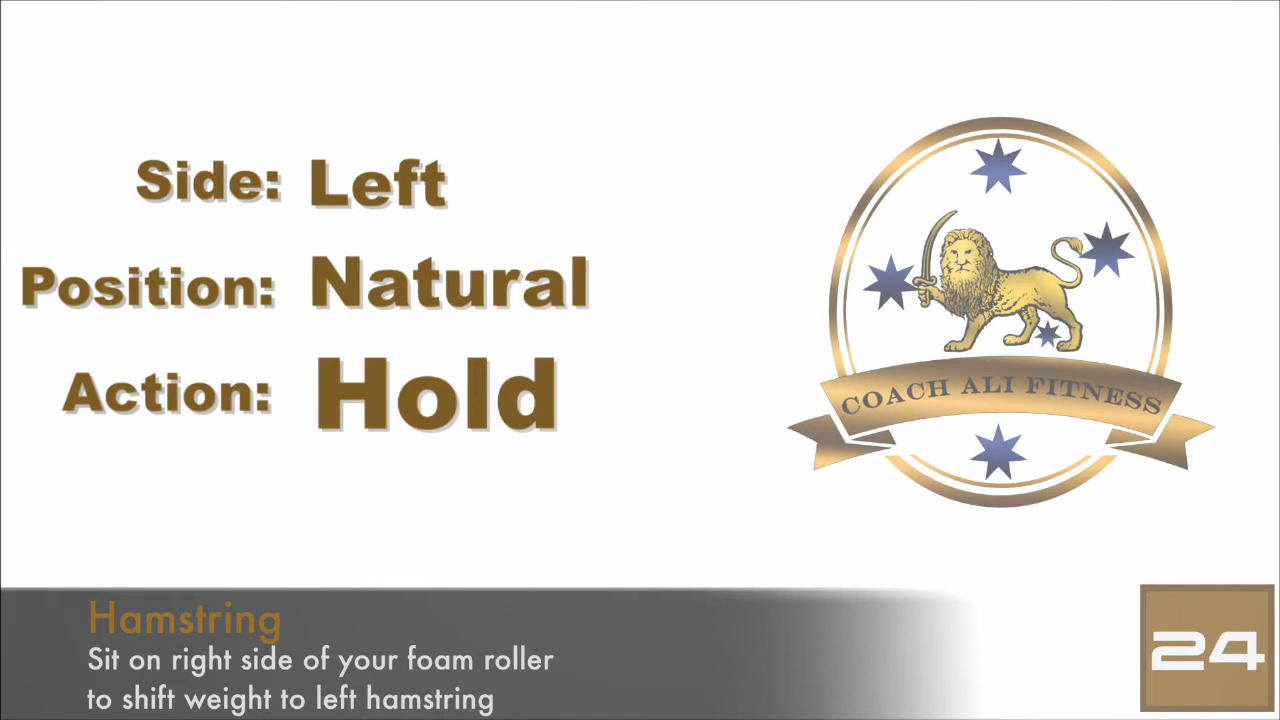 Side: Left
Position: Natural
Action: Hold
COACH ALI FITNESS
Hamstring
Sit on right side of your foam roller
to shift weight to left hamstring
24